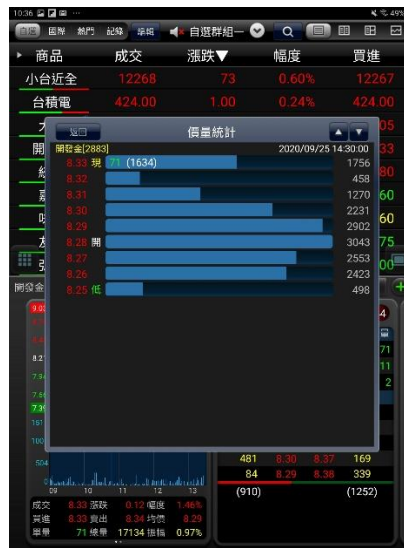 10:36
49%
自選 國際 熱門 記錄 學堂 自選群組一
商品 成交 漲跌▼ 幅度 買進
小台近全 12268 73 0.60% 12267
台積電 424.00 1.00 0.24% 424.00
返回 價量統計
開發金[2883] 2020/09/25 14:30:00
8.33 現 71 (1634) 1756
8.32 458
8.31 1270
8.30 2231
8.29 2902
8.28 開 3043
8.27 2553
8.26 2423
8.25 低 498
開發金
481 8.30 8.37 169
84 8.29 8.38 339
(910) (1252)
09 10 11 12 13
成交 8.33 漲跌 0.12 幅度 1.46%
買進 8.33 賣出 8.34 均價 8.29
單量 71 總量 17134 振幅 0.97%